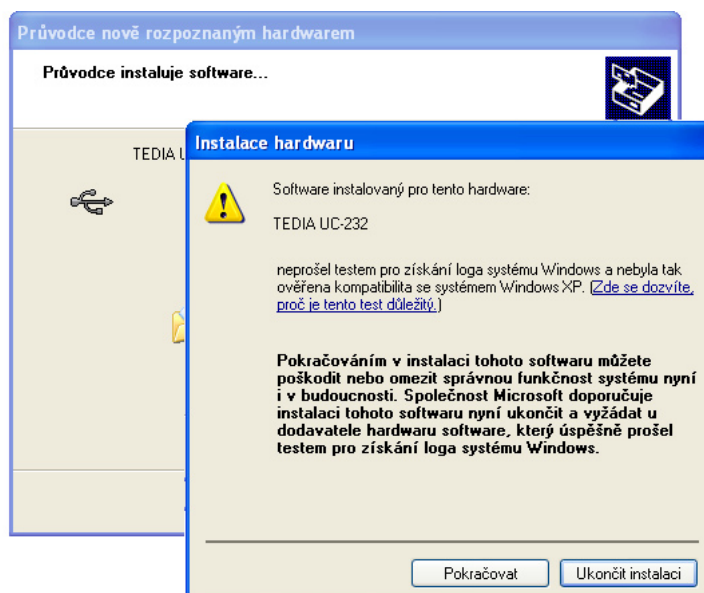 Průvodce nově rozpoznaným hardwarem
Průvodce instaluje software...
TEDIA
Instalace hardwaru
Software instalovaný pro tento hardware:
TEDIA UC-232
neprošel testem pro získání loga systému Windows a nebyla tak
ověřena kompatibilita se systémem Windows XP. (Zde se dozvíte,
proč je tento test důležitý.)
Pokračováním v instalaci tohoto softwaru můžete
poškodit nebo omezit správnou funkčnost systému nyní
i v budoucnosti. Společnost Microsoft doporučuje
instalaci tohoto softwaru nyní ukončit a vyžádat u
dodavatele hardwaru software, který úspěšně prošel
testem pro získání loga systému Windows.
Pokračovat
Ukončit instalaci